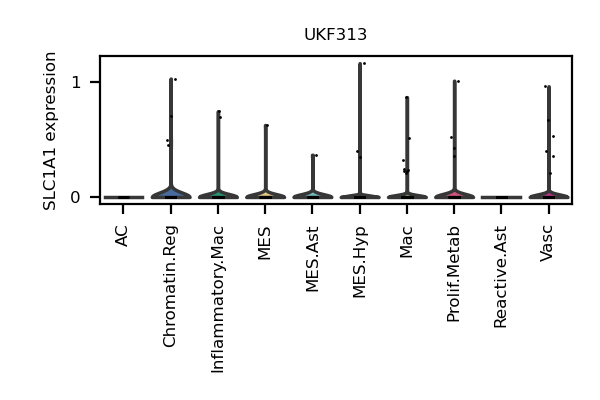 UKF313
SLC1A1 expression
1
0
AC
Chromatin.Reg
Inflammatory.Mac
MES
MES.Ast
MES.Hyp
Mac
Prolif.Metab
Reactive.Ast
Vasc